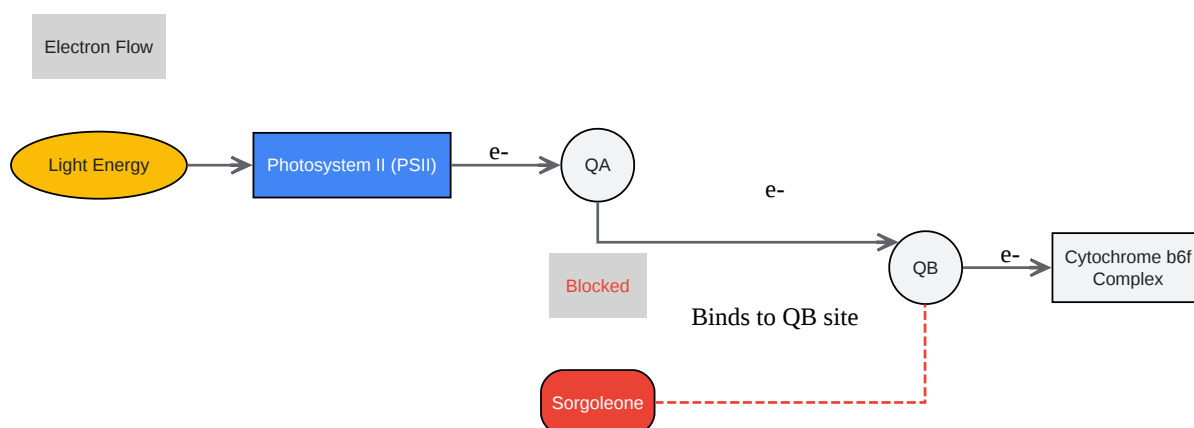 Electron Flow
Light Energy
Photosystem II (PSII)
e-
QA
e-
QB
e-
Cytochrome b6f
Complex
Blocked
Binds to QB site
Sorgoleone